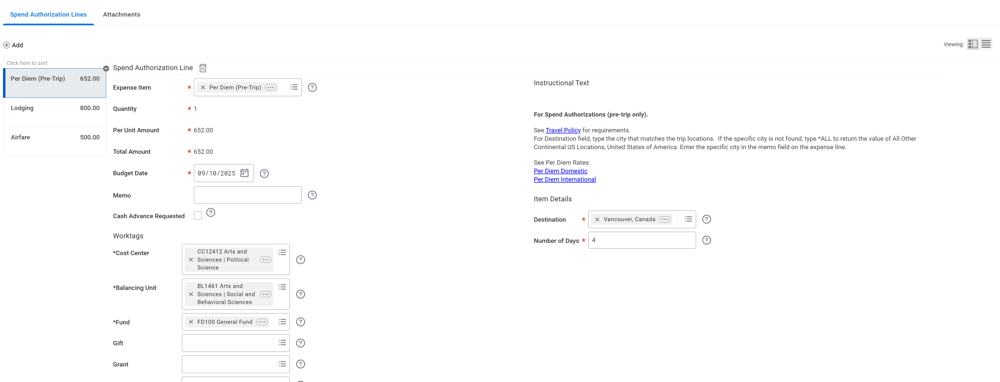 Spend Authorization Lines
Attachments
Add
Viewing:
Click here to sort
Per Diem (Pre-Trip) 652.00
Lodging 800.00
Airfare 500.00
Spend Authorization Line
Expense Item * Per Diem (Pre-Trip)
Quantity * 1
Per Unit Amount * 652.00
Total Amount * 652.00
Budget Date * 09/10/2025
Memo
Cash Advance Requested
Worktags
*Cost Center
CC12412 Arts and
Sciences | Political
Science
*Balancing Unit
BL1461 Arts and
Sciences | Social and
Behavioral Sciences
*Fund FD100 General Fund
Gift
Grant
Instructional Text
For Spend Authorizations (pre-trip only).
See Travel Policy for requirements.
For Destination field, type the city that matches the trip locations.  If the specific city is not found, type *ALL to return the value of All Other
Continental US Locations, United States of America. Enter the specific city in the memo field on the expense line.
See Per Diem Rates:
Per Diem Domestic
Per Diem International
Item Details
Destination * Vancouver, Canada
Number of Days * 4